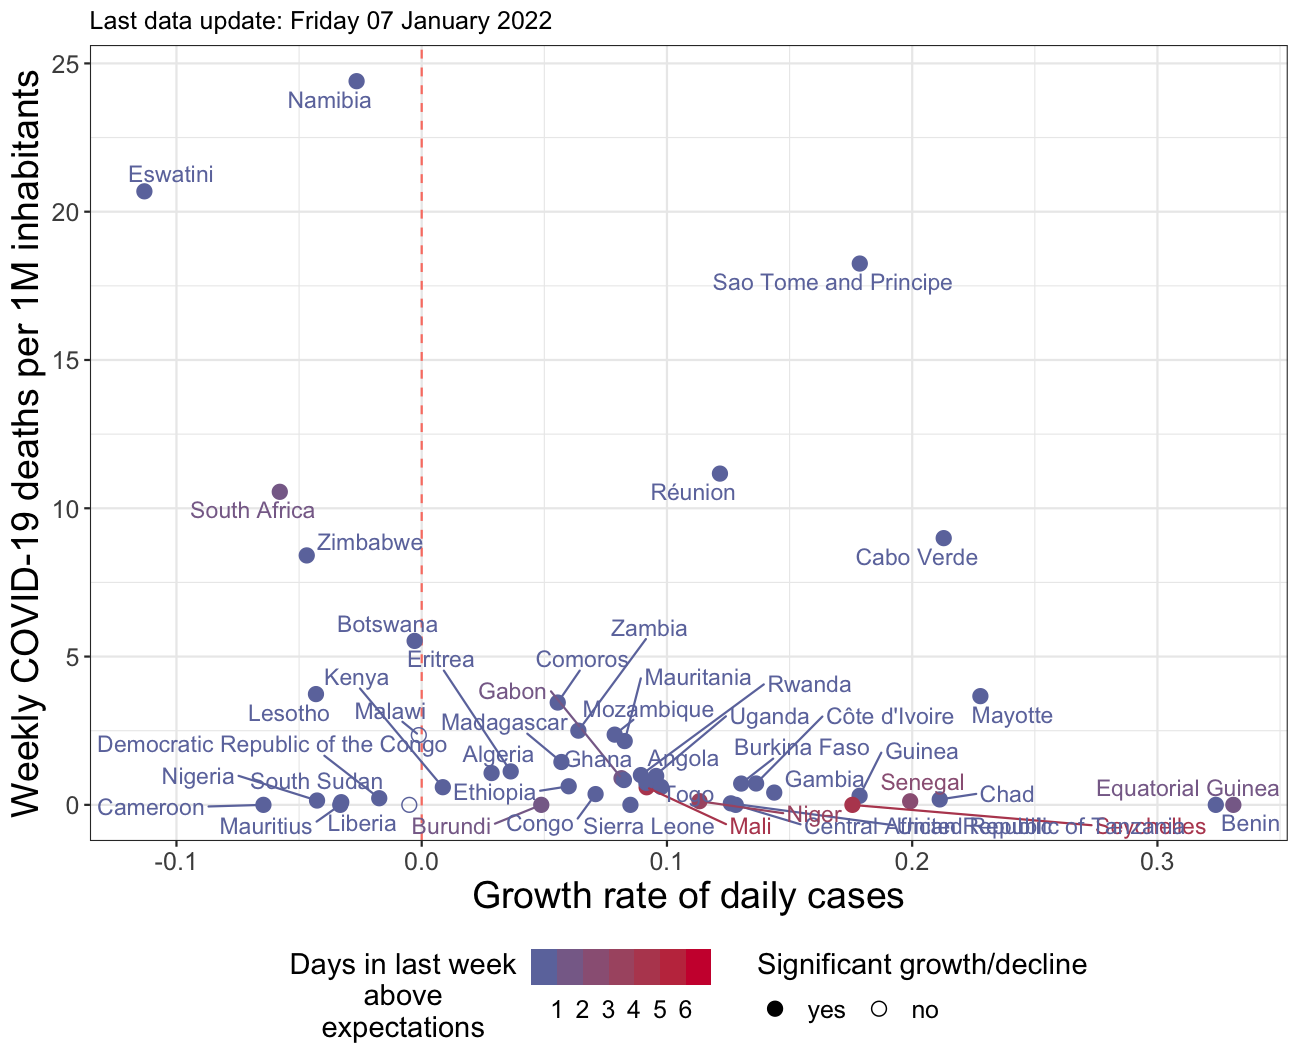 Last data update: Friday 07 January 2022
Weekly COVID-19 deaths per 1M inhabitants
25
20
15
10
5
0
Namibia
Eswatini
Sao Tome and Principe
Réunion
South Africa
Cabo Verde
Zimbabwe
Botswana
Zambia
Eritrea
Comoros
Kenya
Gabon
Mauritania
Rwanda
Lesotho
Malawi
Madagascar
Mozambique
Uganda
Côte d'Ivoire
Mayotte
Democratic Republic of the Congo
Algeria
Ghana
Angola
Burkina Faso
Guinea
Nigeria
South Sudan
Ethiopia
Togo
Gambia
Senegal
Chad
Equatorial Guinea
Cameroon
Niger
Mauritius
Liberia
Burundi
Congo
Sierra Leone
Mali
Central African Republic
United Republic of Tanzania
Seychelles
Benin
-0.1
0.0
0.1
0.2
0.3
Growth rate of daily cases
Days in last week
above
expectations
1 2 3 4 5 6
Significant growth/decline
yes
no